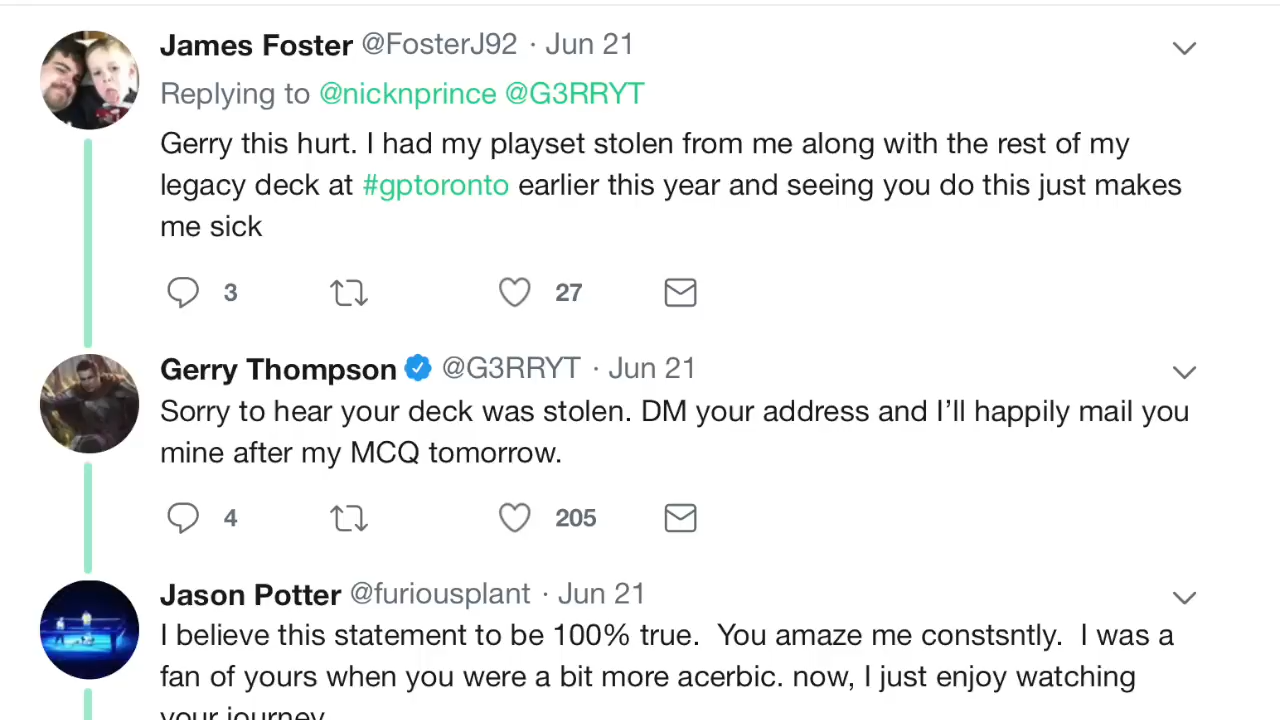 James Foster @FosterJ92 · Jun 21
Replying to @nicknprince @G3RRYT
Gerry this hurt. I had my playset stolen from me along with the rest of my
legacy deck at #gptoronto earlier this year and seeing you do this just makes
me sick
3 27
Gerry Thompson @G3RRYT · Jun 21
Sorry to hear your deck was stolen. DM your address and I’ll happily mail you
mine after my MCQ tomorrow.
4 205
Jason Potter @furiousplant · Jun 21
I believe this statement to be 100% true.  You amaze me constsntly.  I was a
fan of yours when you were a bit more acerbic. now, I just enjoy watching
your journey